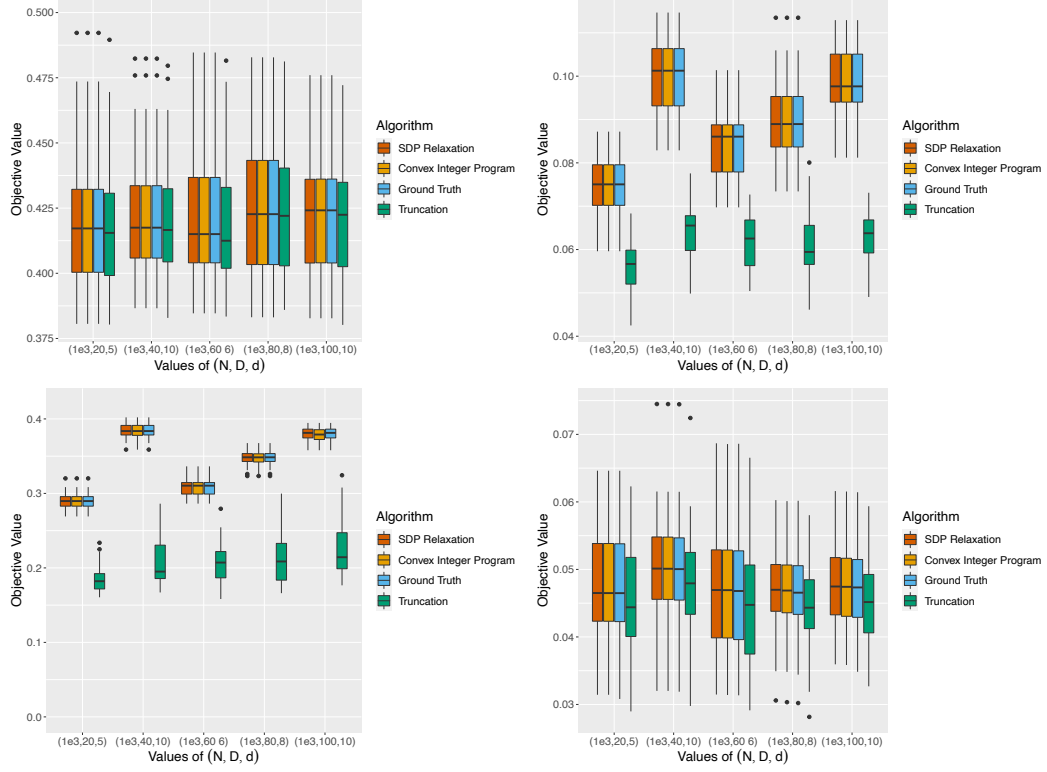 0.500
0.475
0.450
0.425
0.400
0.375
Objective Value
(1e3,20,5) (1e3,40,10) (1e3,60 6) (1e3,80,8) (1e3,100,10)
Values of (N, D, d)
Algorithm
SDP Relaxation
Convex Integer Program
Ground Truth
Truncation
0.10
0.08
0.06
0.04
Objective Value
(1e3,20,5) (1e3,40,10) (1e3,60 6) (1e3,80,8) (1e3,100,10)
Values of (N, D, d)
Algorithm
SDP Relaxation
Convex Integer Program
Ground Truth
Truncation
0.4
0.3
0.2
0.1
0.0
Objective Value
(1e3,20,5) (1e3,40,10) (1e3,60 6) (1e3,80,8) (1e3,100,10)
Values of (N, D, d)
Algorithm
SDP Relaxation
Convex Integer Program
Ground Truth
Truncation
0.07
0.06
0.05
0.04
0.03
Objective Value
(1e3,20,5) (1e3,40,10) (1e3,60 6) (1e3,80,8) (1e3,100,10)
Values of (N, D, d)
Algorithm
SDP Relaxation
Convex Integer Program
Ground Truth
Truncation